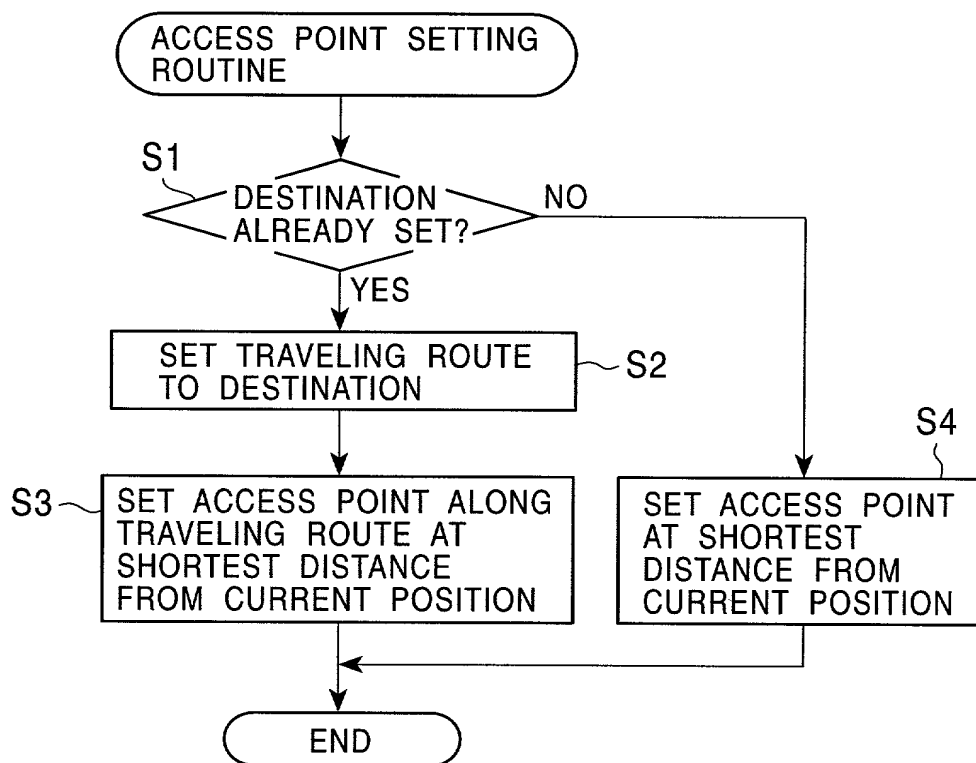 ACCESS POINT SETTING
ROUTINE
S1
DESTINATION
ALREADY SET?
NO
YES
SET TRAVELING ROUTE
TO DESTINATION
S2
S3
SET ACCESS POINT ALONG
TRAVELING ROUTE AT
SHORTEST DISTANCE
FROM CURRENT POSITION
S4
SET ACCESS POINT
AT SHORTEST
DISTANCE FROM
CURRENT POSITION
END